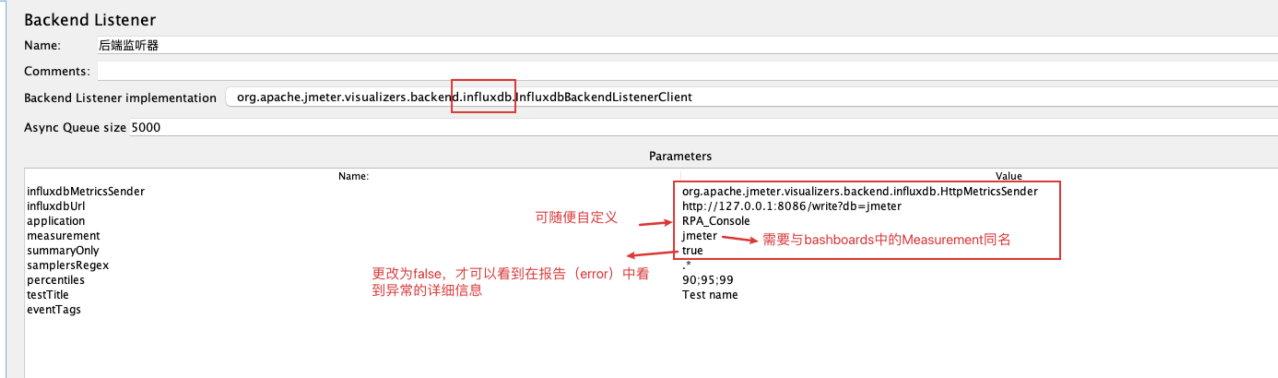 Backend Listener
Name: 后端监听器
Comments:
Backend Listener implementation org.apache.jmeter.visualizers.backend.influxdb.InfluxdbBackendListenerClient
Async Queue size 5000
Parameters
Name: Value
influxdbMetricsSender org.apache.jmeter.visualizers.backend.influxdb.HttpMetricsSender
influxdbUrl http://127.0.0.1:8086/write?db=jmeter
application 可随便自定义 RPA_Console
measurement jmeter 需要与bashboards中的Measurement同名
summaryOnly true
samplersRegex .*
percentiles 90;95;99
testTitle Test name
eventTags
更改为false，才可以看到在报告（error）中看
到异常的详细信息